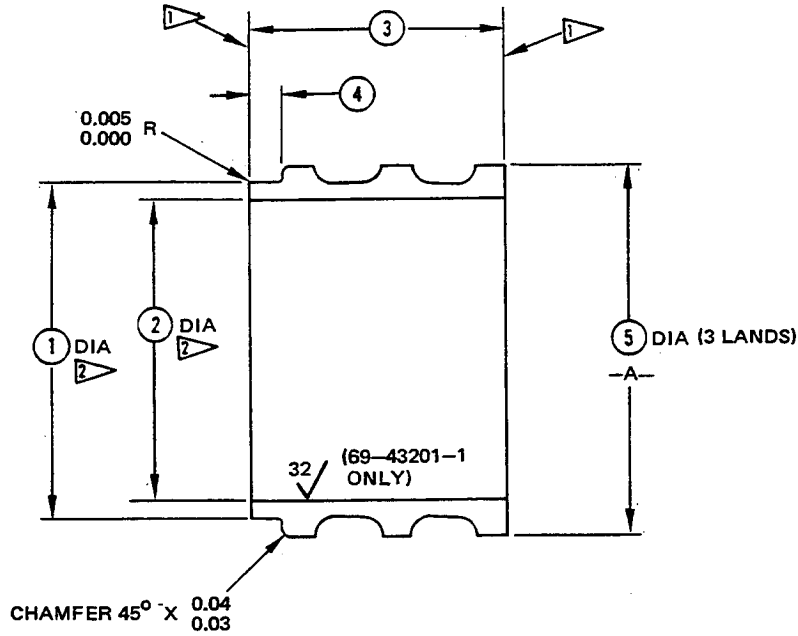 1
3
1
4
0.005
0.000 R
1 DIA
2
2 DIA
2
5 DIA (3 LANDS)
–A–
32
(69–43201–1
ONLY)
CHAMFER 45° X 0.04
0.03